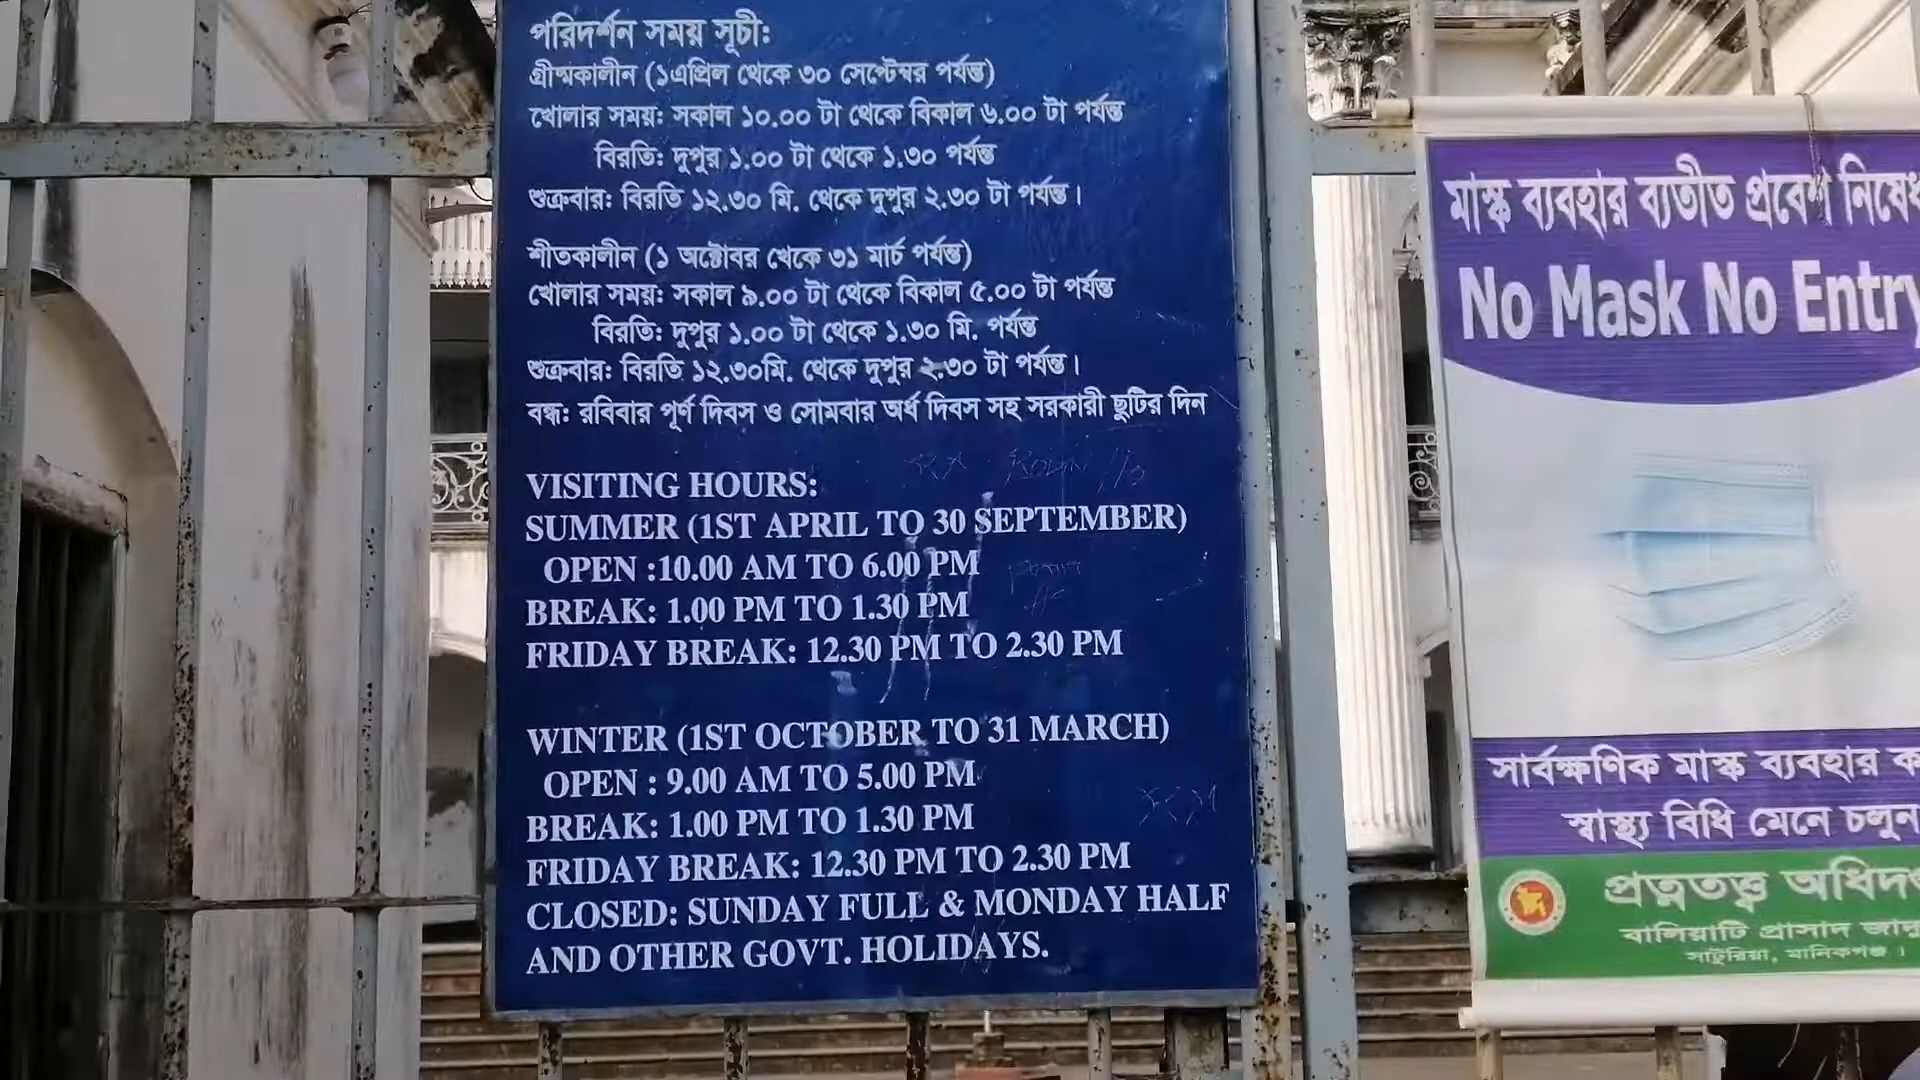 পরিদর্শন সময় সূচী:
গ্রীষ্মকালীন (১এপ্রিল থেকে ৩০ সেপ্টেম্বর পর্যন্ত)
খোলার সময়: সকাল ১০.০০ টা থেকে বিকাল ৬.০০ টা পর্যন্ত
বিরতি: দুপুর ১.০০ টা থেকে ১.৩০ পর্যন্ত
শুক্রবার: বিরতি ১২.৩০ মি. থেকে দুপুর ২.৩০ টা পর্যন্ত।
শীতকালীন (১ অক্টোবর থেকে ৩১ মার্চ পর্যন্ত)
খোলার সময়: সকাল ৯.০০ টা থেকে বিকাল ৫.০০ টা পর্যন্ত
বিরতি: দুপুর ১.০০ টা থেকে ১.৩০ মি. পর্যন্ত
শুক্রবার: বিরতি ১২.৩০মি. থেকে দুপুর ২.৩০ টা পর্যন্ত।
বন্ধ: রবিবার পূর্ণ দিবস ও সোমবার অর্ধ দিবস সহ সরকারী ছুটির দিন
VISITING HOURS:
SUMMER (1ST APRIL TO 30 SEPTEMBER)
OPEN :10.00 AM TO 6.00 PM
BREAK: 1.00 PM TO 1.30 PM
FRIDAY BREAK: 12.30 PM TO 2.30 PM
WINTER (1ST OCTOBER TO 31 MARCH)
OPEN : 9.00 AM TO 5.00 PM
BREAK: 1.00 PM TO 1.30 PM
FRIDAY BREAK: 12.30 PM TO 2.30 PM
CLOSED: SUNDAY FULL & MONDAY HALF
AND OTHER GOVT. HOLIDAYS.
মাস্ক ব্যবহার ব্যতীত প্রবেশ
No Mask No Entry
সার্বক্ষণিক মাস্ক ব্যবহার
স্বাস্থ্য বিধি মেনে চলুন
প্রত্নতত্ত্ব
বালিয়াটি প্রাসাদ
সাটুরিয়া, মানিকগঞ্জ ।